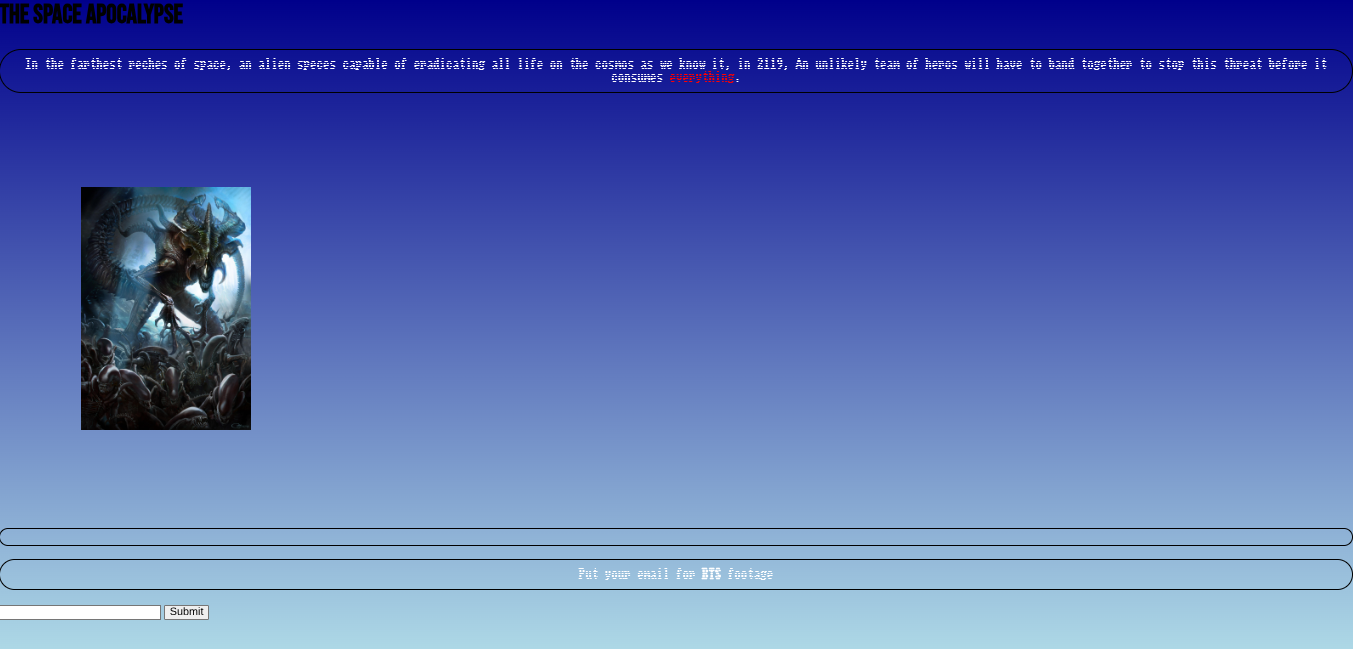 THE SPACE APOCALYPSE
In the farthest reches of space, an alien speces capable of eradicating all life on the cosmos as we know it, in 2119, An unlikely team of heros will have to band together to stop this threat before it
consumes everything.
Put your email for BTS footage
Submit